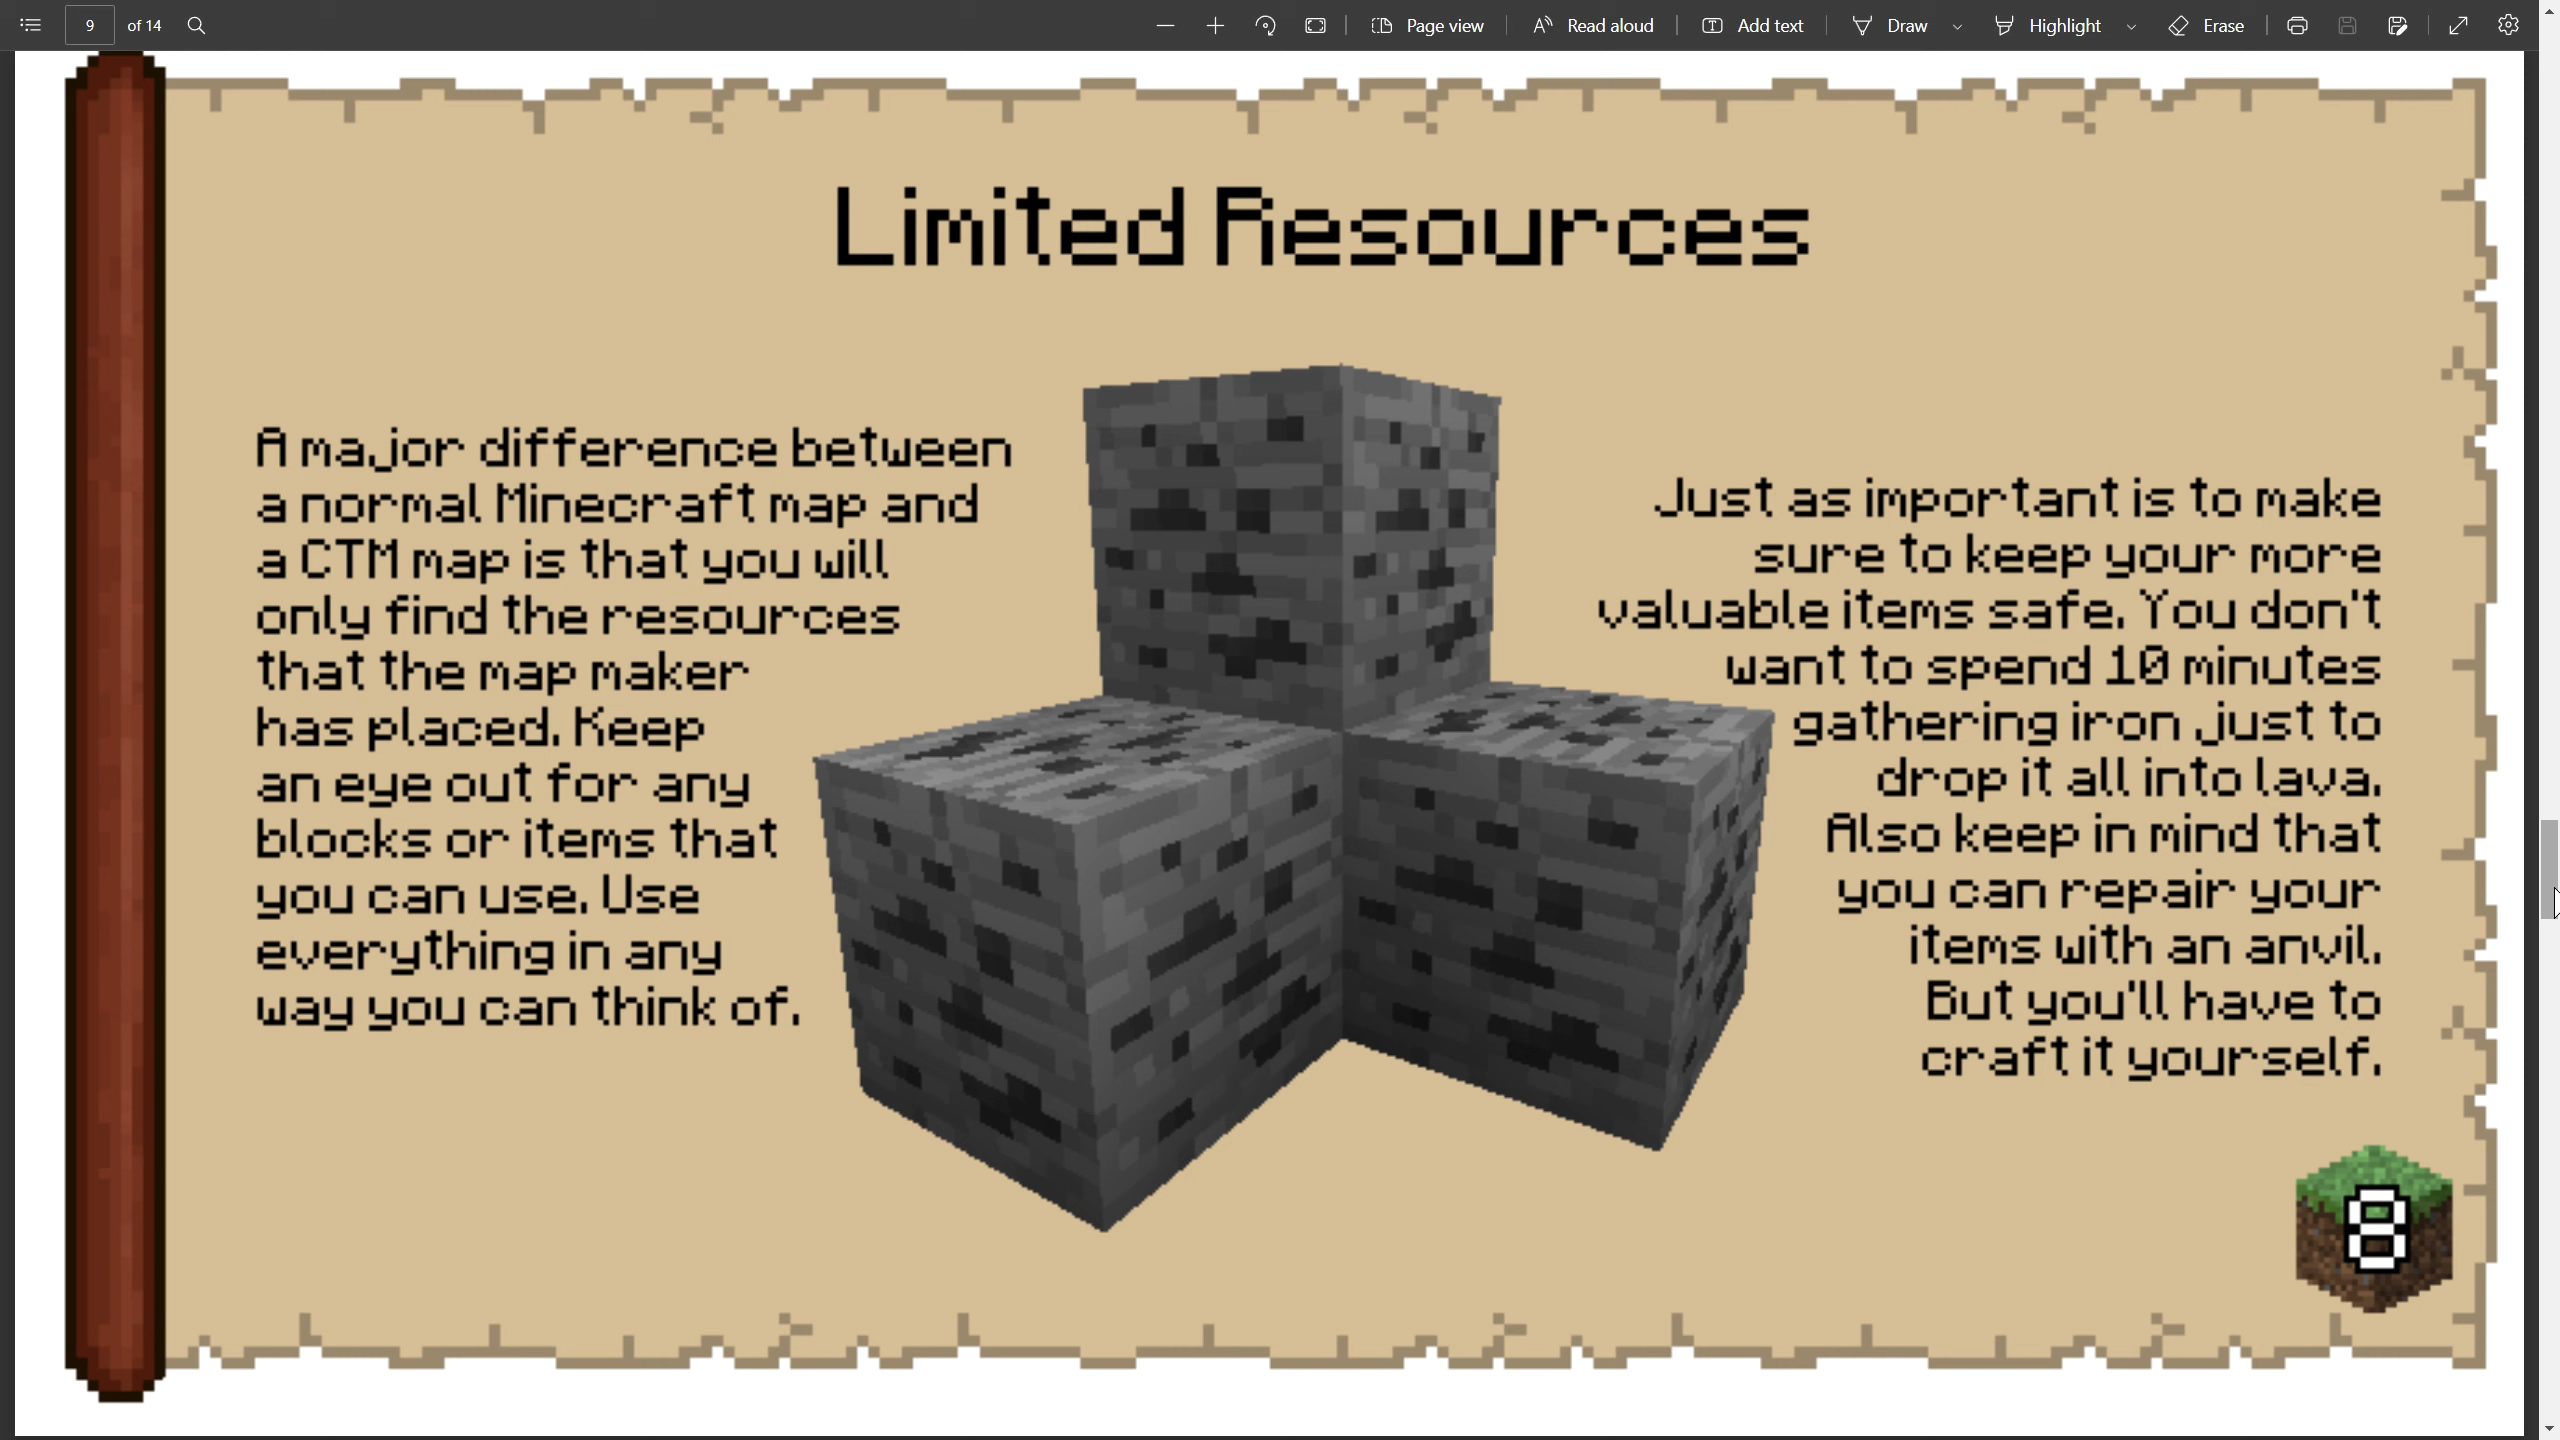 9 of 14 Page view Read aloud Add text Draw Highlight Erase
Limited Resources
A major difference between
a normal Minecraft map and
a CTM map is that you will
only find the resources
that the map maker
has placed. Keep
an eye out for any
blocks or items that
you can use. Use
everything in any
way you can think of.
Just as important is to make
sure to keep your more
valuable items safe. You don't
want to spend 10 minutes
gathering iron just to
drop it all into lava.
Also keep in mind that
you can repair your
items with an anvil.
But you'll have to
craft it yourself.
8